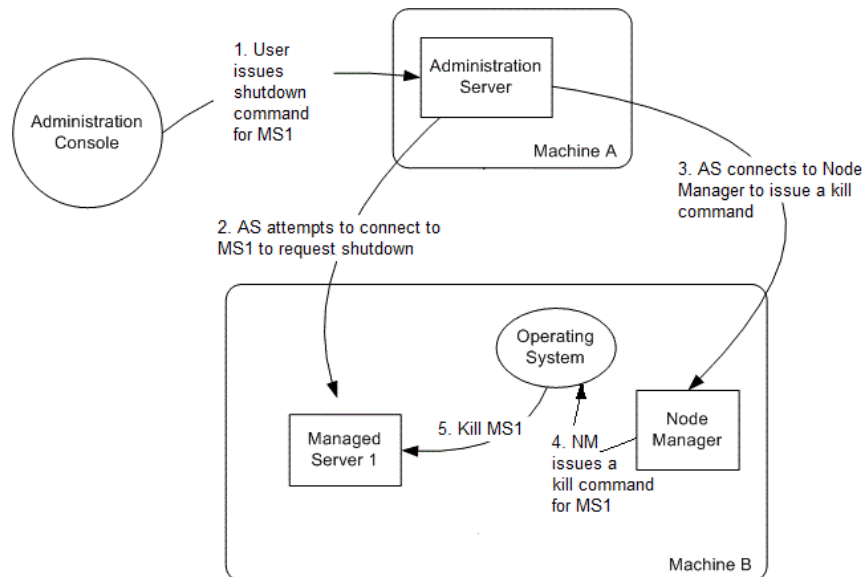 1. User
issues
shutdown
command
for MS1
Administration
Server
Administration
Console
Machine A
3. AS connects to Node
Manager to issue a kill
command
2. AS attempts to connect to
MS1 to request shutdown
Operating
System
Managed
Server 1
5. Kill MS1
4. NM
issues a
kill command
for MS1
Node
Manager
Machine B